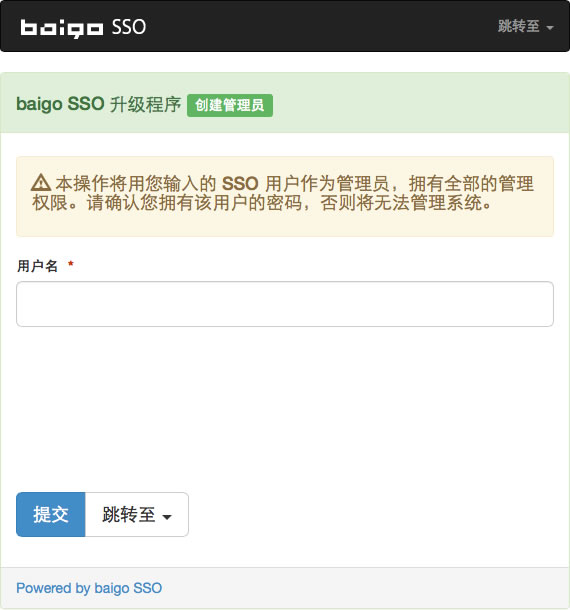 baigo SSO
跳转至
baigo SSO 升级程序 创建管理员
本操作将用您输入的 SSO 用户作为管理员，拥有全部的管理
权限。请确认您拥有该用户的密码，否则将无法管理系统。
用户名 *
提交 跳转至
Powered by baigo SSO